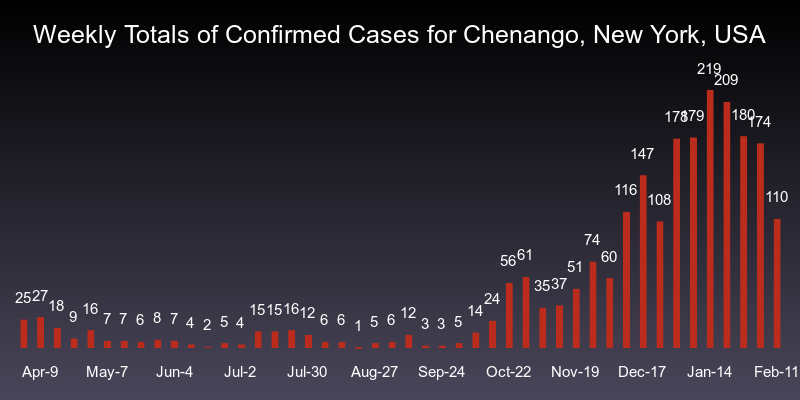 Weekly Totals of Confirmed Cases for Chenango, New York, USA
25 27 18 9 16 7 7 6 8 7 4 2 5 4 15 15 16 12 6 6 1 5 6 12 3 3 5 14 24 56 61 35 37 51 74 60 116 147 108 178 179 219 209 180 174 110
Apr-9 May-7 Jun-4 Jul-2 Jul-30 Aug-27 Sep-24 Oct-22 Nov-19 Dec-17 Jan-14 Feb-11